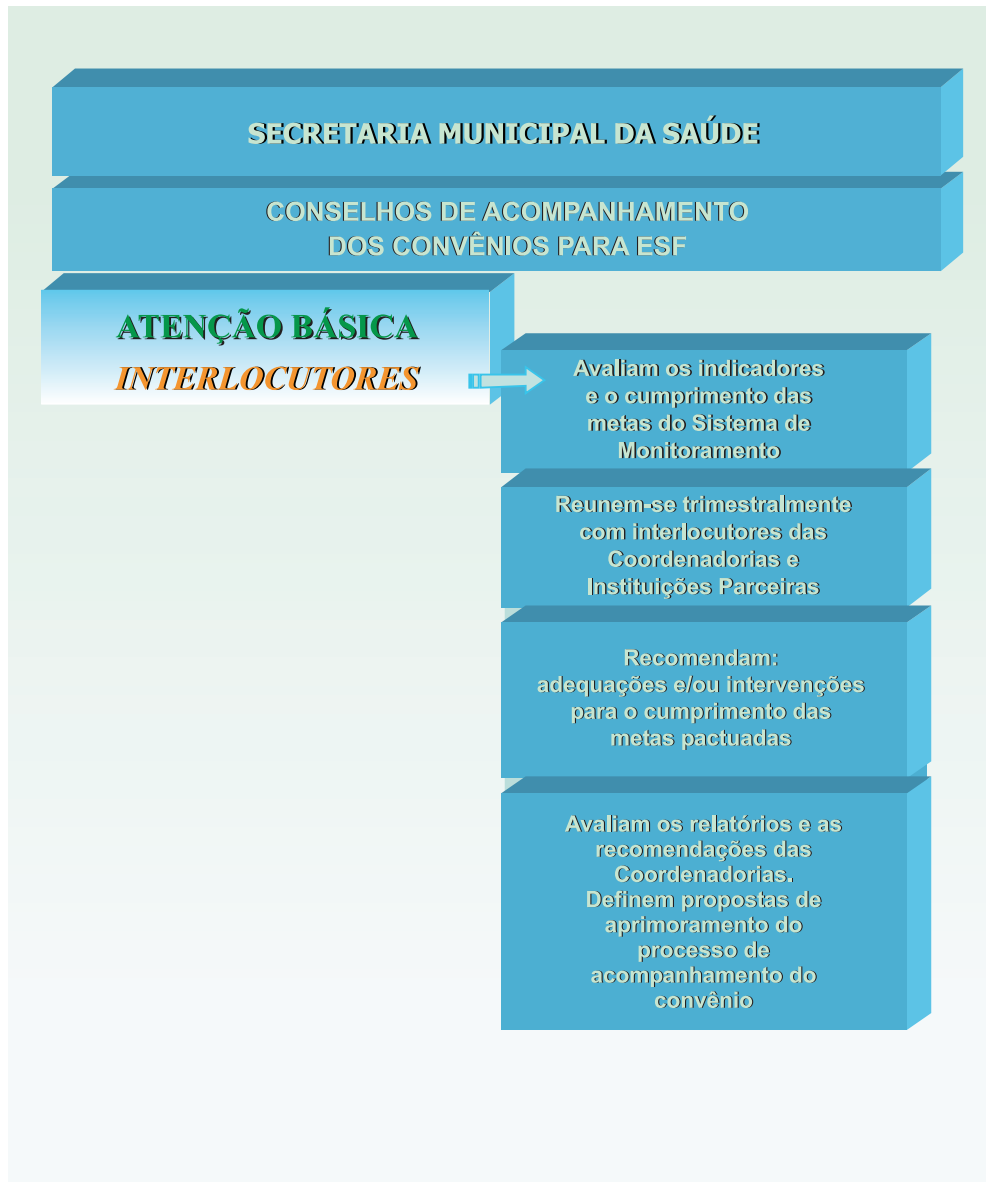 SECRETARIA MUNICIPAL DA SAÚDE
CONSELHOS DE ACOMPANHAMENTO
DOS CONVÊNIOS PARA ESF
ATENÇÃO BÁSICA
INTERLOCUTORES
Avaliam os indicadores
e o cumprimento das
metas do Sistema de
Monitoramento
Reunem-se trimestralmente
com interlocutores das
Coordenadorias e
Instituições Parceiras
Recomendam:
adequações e/ou intervenções
para o cumprimento das
metas pactuadas
Avaliam os relatórios e as
recomendações das
Coordenadorias.
Definem propostas de
aprimoramento do
processo de
acompanhamento do
convênio